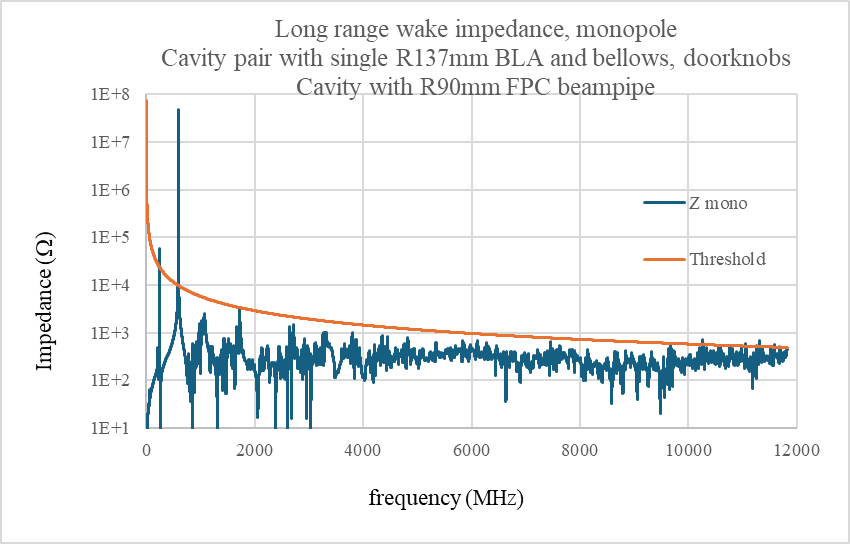 Long range wake impedance, monopole
Cavity pair with single R137mm BLA and bellows, doorknobs
Cavity with R90mm FPC beampipe
1E+8
1E+7
1E+6
1E+5
1E+4
1E+3
1E+2
1E+1
Impedance (Ω)
Z mono
Threshold
0 2000 4000 6000 8000 10000 12000
frequency (MHz)